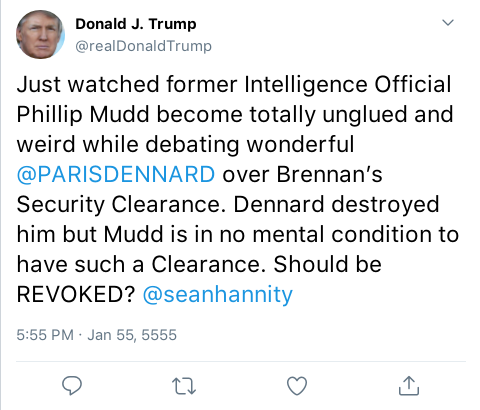 Donald J. Trump
@realDonaldTrump
Just watched former Intelligence Official
Phillip Mudd become totally unglued and
weird while debating wonderful
@PARISDENNARD over Brennan’s
Security Clearance. Dennard destroyed
him but Mudd is in no mental condition to
have such a Clearance. Should be
REVOKED? @seanhannity
5:55 PM · Jan 55, 5555